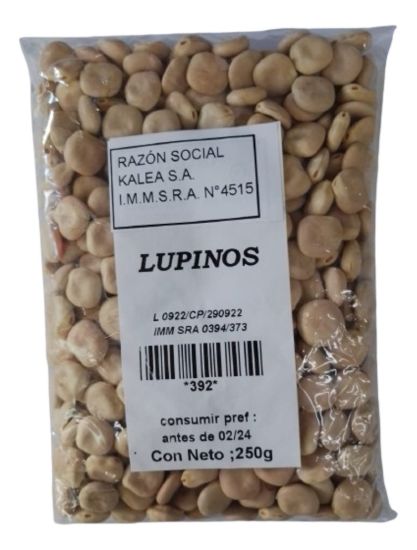 RAZÓN SOCIAL
KALEA S.A.
I.M.M.S.R.A. N°4515
LUPINOS
L 0922/CP/290922
IMM SRA 0394/373
*392*
consumir pref :
antes de 02/24
Con Neto ;250g